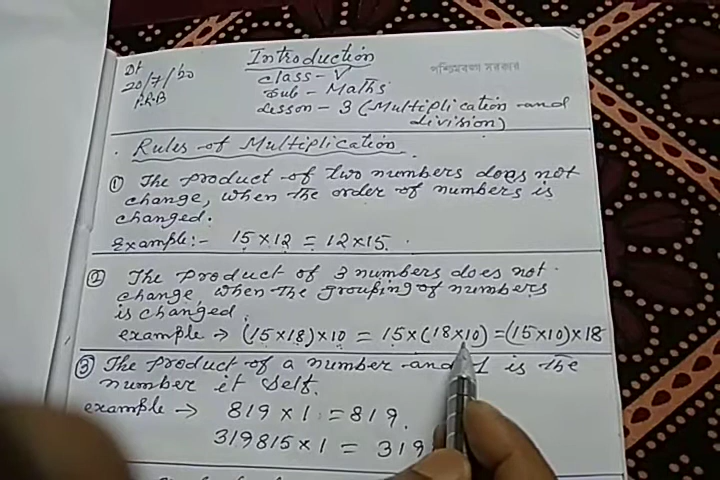 Dt
20/7/20
P.R.B
Introduction
পশ্চিমবঙ্গ সরকার
Class - V
Sub - Maths
Lesson - 3 (Multiplication and
division)
Rules of Multiplication
① The product of two numbers does not
change, when the order of numbers is
changed.
Example:- 15×12 = 12×15.
② The product of 3 numbers does not
change, when the grouping of numbers
is changed.
example → (15×18)×10 = 15×(18×10) = (15×10)×18
③ The product of a number and 1 is the
number it self.
example → 819 × 1 = 819.
319815 × 1 = 319